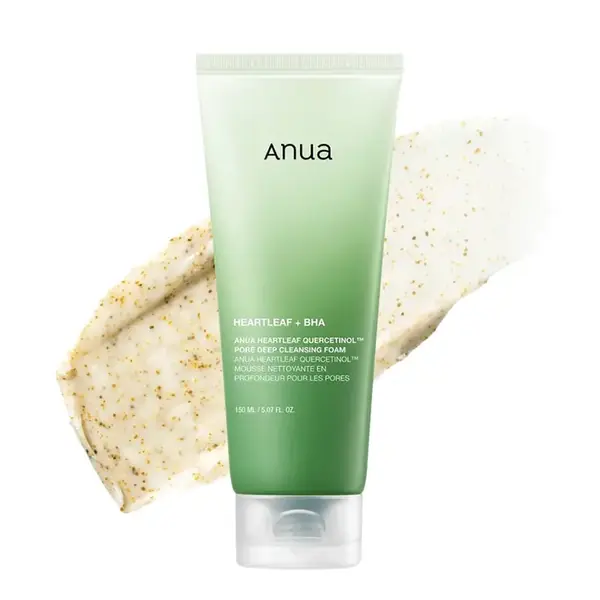 Anua
HEARTLEAF + BHA
ANUA HEARTLEAF QUERCETINOL™
PORE DEEP CLEANSING FOAM
ANUA HEARTLEAF QUERCETINOL™
MOUSSE NETTOYANTE EN
PROFONDEUR POUR LES PORES
150 ML / 5.07 FL. OZ.